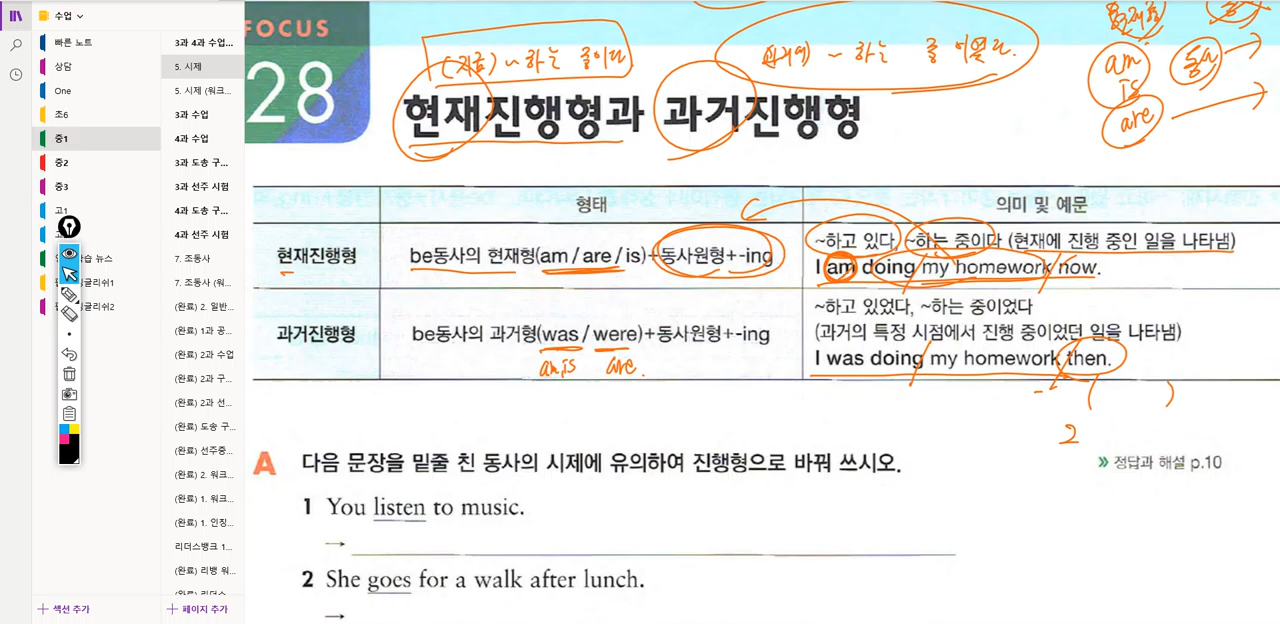 수업
빠른 노트
상담
One
초6
중1
중2
중3
고1
3과 4과 수업...
5. 시제
5. 시제 (워크...
3과 수업
4과 수업
3과 도송 구...
3과 선주 시험
4과 도송 구...
4과 선주 시험
7. 조동사
7. 조동사 (워...
(완료) 2. 일반...
(완료) 1과 공...
(완료) 2과 수업
(완료) 2과 구...
(완료) 2과 선...
(완료) 도송 구...
(완료) 선주중...
(완료) 2. 워크...
(완료) 1. 워크...
(완료) 1. 인칭...
리더스뱅크 1...
(완료) 리뱅 워...
섹션 추가
페이지 추가
FOCUS
28
(지금) ~하는 중이다
~ 하는 중 이었다.
am
is
are
동사
현재진행형과 과거진행형
형태
의미 및 예문
현재진행형
be동사의 현재형(am / are / is)+동사원형+-ing
~하고 있다, ~하는 중이다 (현재에 진행 중인 일을 나타냄)
I am doing my homework now.
과거진행형
be동사의 과거형(was / were)+동사원형+-ing
am,is are.
~하고 있었다, ~하는 중이었다
(과거의 특정 시점에서 진행 중이었던 일을 나타냄)
I was doing my homework then.
2
A 다음 문장을 밑줄 친 동사의 시제에 유의하여 진행형으로 바꿔 쓰시오.
» 정답과 해설 p.10
1 You listen to music.
→
2 She goes for a walk after lunch.
→